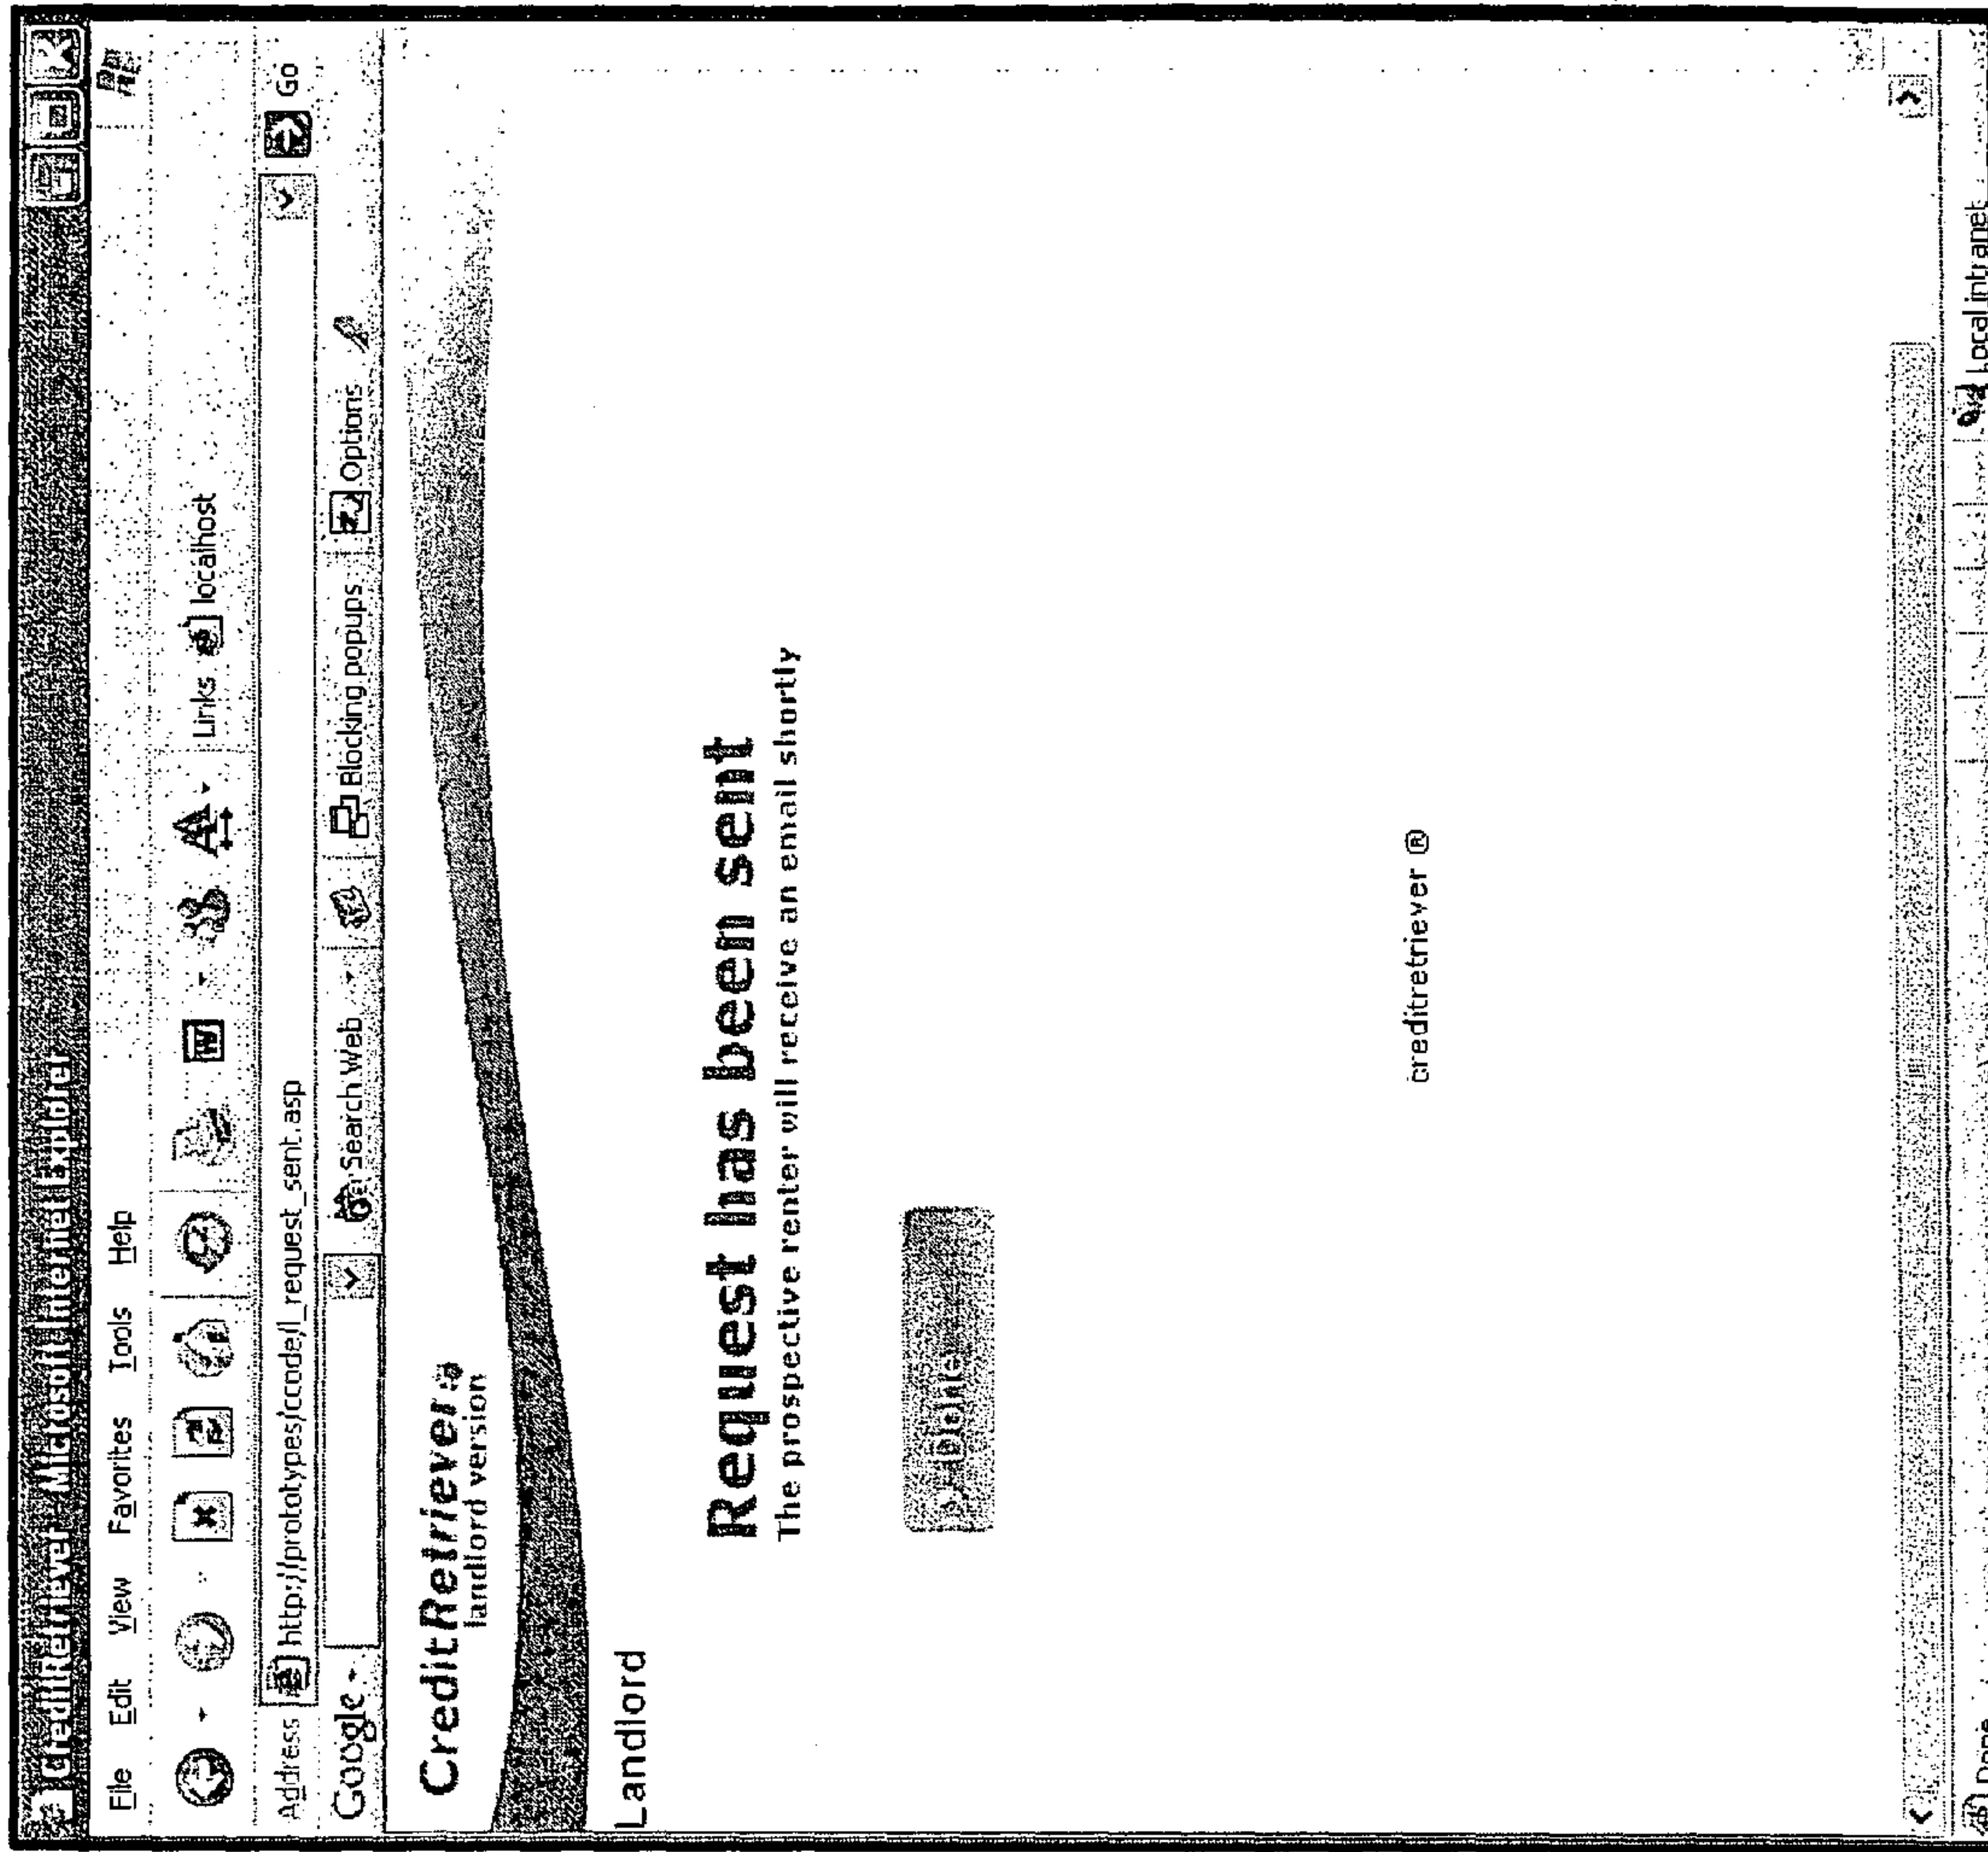 CreditRetriever - Microsoft Internet Explorer
File Edit View Favorites Tools Help
Links localhost
Address http://prototypes/ccode/l_request_sent.asp Go
Google Search Web Blocking popups Options
CreditRetriever
landlord version
Landlord
Request has been sent
The prospective renter will receive an email shortly
Done
creditretriever ®
Done Local intranet